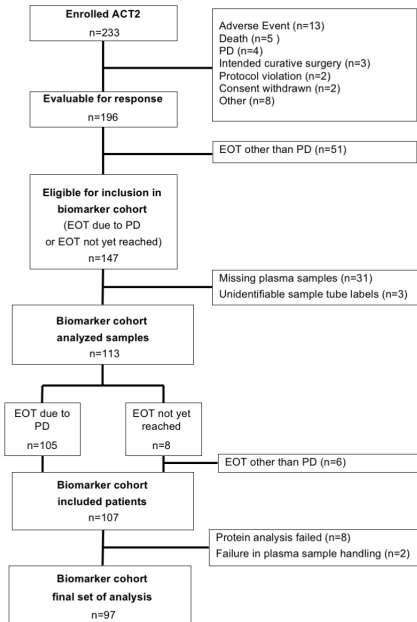 Enrolled ACT2
n=233
Adverse Event (n=13)
Death (n=5 )
PD (n=4)
Intended curative surgery (n=3)
Protocol violation (n=2)
Consent withdrawn (n=2)
Other (n=8)
Evaluable for response
n=196
EOT other than PD (n=51)
Eligible for inclusion in
biomarker cohort
(EOT due to PD
or EOT not yet reached)
n=147
Missing plasma samples (n=31)
Unidentifiable sample tube labels (n=3)
Biomarker cohort
analyzed samples
n=113
EOT due to
PD
n=105
EOT not yet
reached
n=8
EOT other than PD (n=6)
Biomarker cohort
included patients
n=107
Protein analysis failed (n=8)
Failure in plasma sample handling (n=2)
Biomarker cohort
final set of analysis
n=97